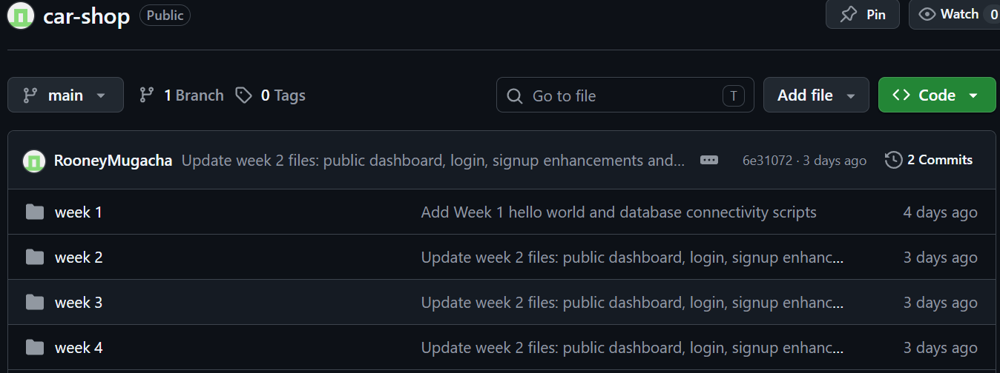 car-shop Public Pin Watch 0
main 1 Branch 0 Tags Go to file T Add file Code
RooneyMugacha Update week 2 files: public dashboard, login, signup enhancements and... 6e31072 · 3 days ago 2 Commits
week 1 Add Week 1 hello world and database connectivity scripts 4 days ago
week 2 Update week 2 files: public dashboard, login, signup enhanc... 3 days ago
week 3 Update week 2 files: public dashboard, login, signup enhanc... 3 days ago
week 4 Update week 2 files: public dashboard, login, signup enhanc... 3 days ago